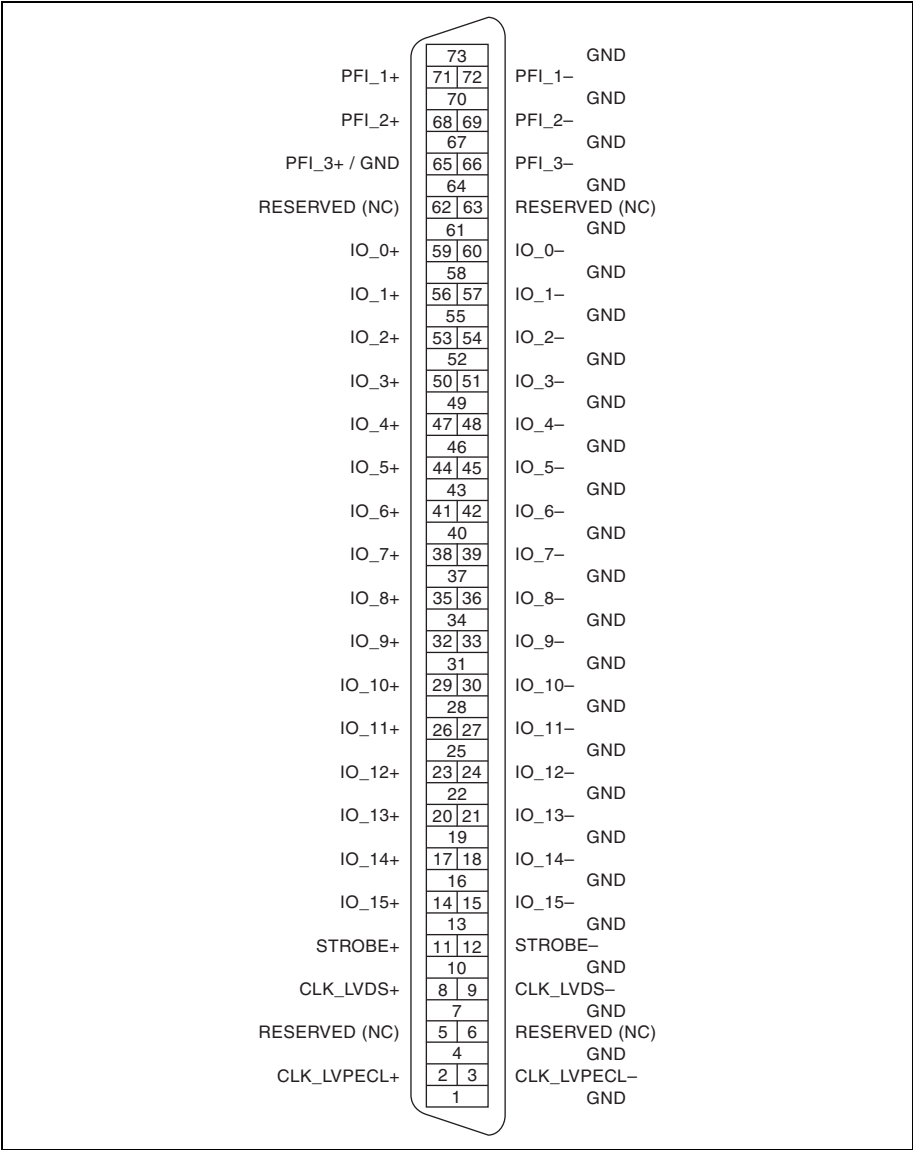 73 GND
PFI_1+ 71 72 PFI_1–
70 GND
PFI_2+ 68 69 PFI_2–
67 GND
PFI_3+ / GND 65 66 PFI_3–
64 GND
RESERVED (NC) 62 63 RESERVED (NC)
61 GND
IO_0+ 59 60 IO_0–
58 GND
IO_1+ 56 57 IO_1–
55 GND
IO_2+ 53 54 IO_2–
52 GND
IO_3+ 50 51 IO_3–
49 GND
IO_4+ 47 48 IO_4–
46 GND
IO_5+ 44 45 IO_5–
43 GND
IO_6+ 41 42 IO_6–
40 GND
IO_7+ 38 39 IO_7–
37 GND
IO_8+ 35 36 IO_8–
34 GND
IO_9+ 32 33 IO_9–
31 GND
IO_10+ 29 30 IO_10–
28 GND
IO_11+ 26 27 IO_11–
25 GND
IO_12+ 23 24 IO_12–
22 GND
IO_13+ 20 21 IO_13–
19 GND
IO_14+ 17 18 IO_14–
16 GND
IO_15+ 14 15 IO_15–
13 GND
STROBE+ 11 12 STROBE–
10 GND
CLK_LVDS+ 8 9 CLK_LVDS–
7 GND
RESERVED (NC) 5 6 RESERVED (NC)
4 GND
CLK_LVPECL+ 2 3 CLK_LVPECL–
1 GND